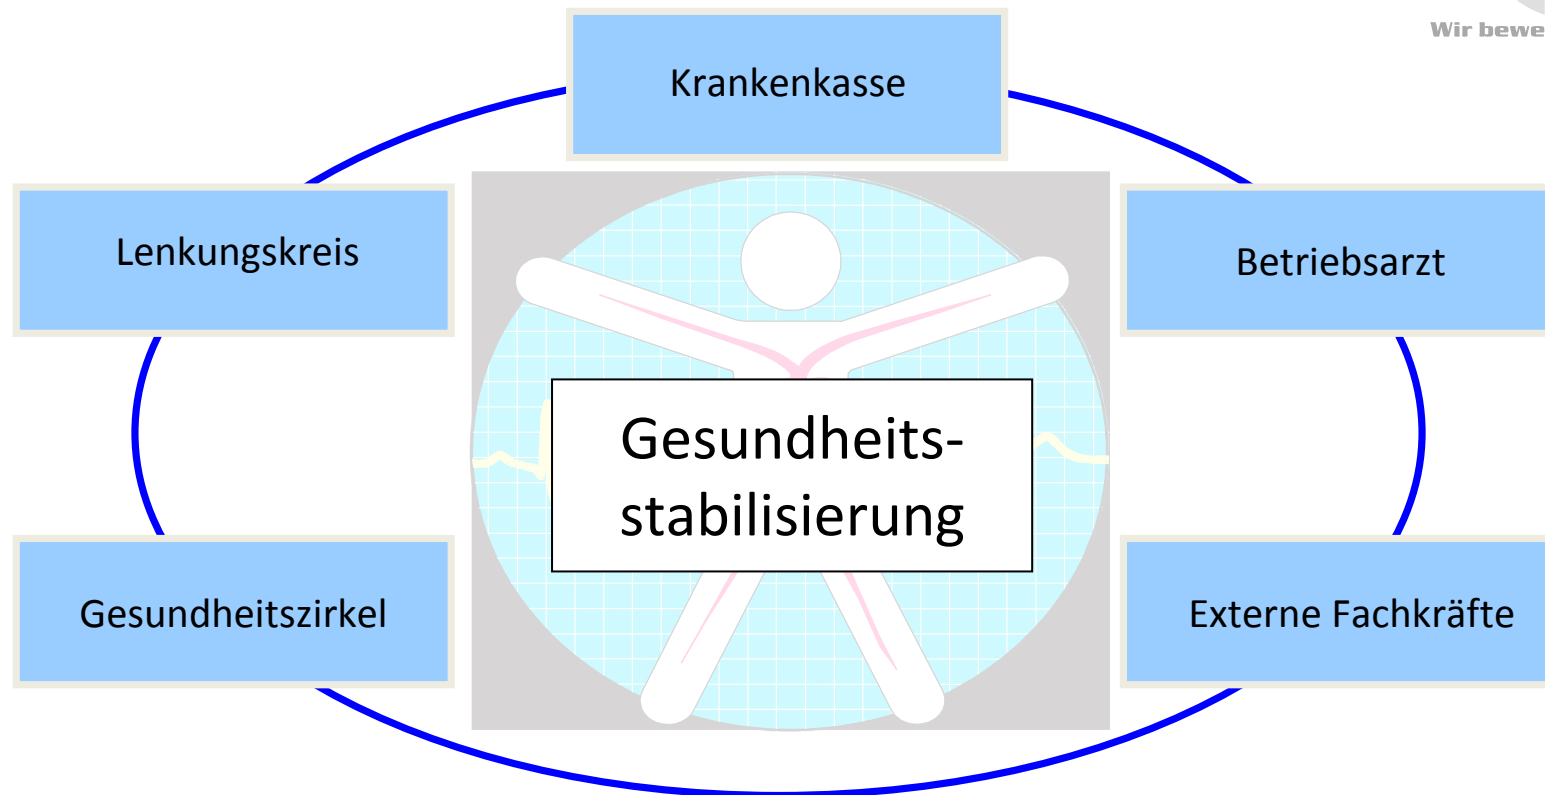 Wir bewe
Krankenkasse
Lenkungskreis
Betriebsarzt
Gesundheits-
stabilisierung
Gesundheitszirkel
Externe Fachkräfte